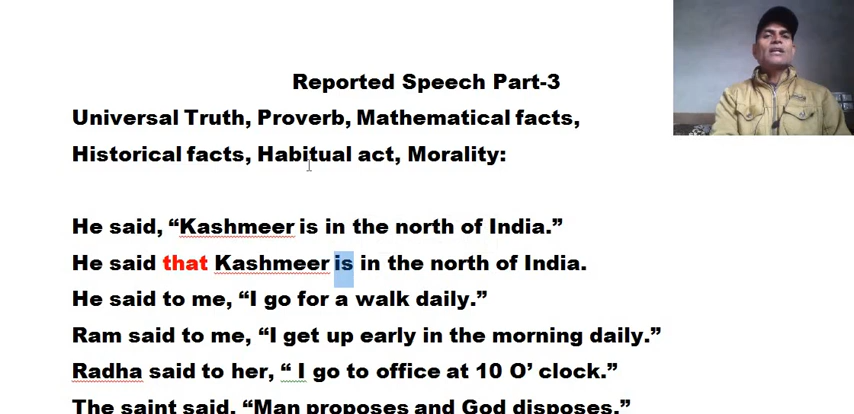 Reported Speech Part-3
Universal Truth, Proverb, Mathematical facts,
Historical facts, Habitual act, Morality:
He said, “Kashmeer is in the north of India.”
He said that Kashmeer is in the north of India.
He said to me, “I go for a walk daily.”
Ram said to me, “I get up early in the morning daily.”
Radha said to her, “ I go to office at 10 O’ clock.”
The saint said, “Man proposes and God disposes.”